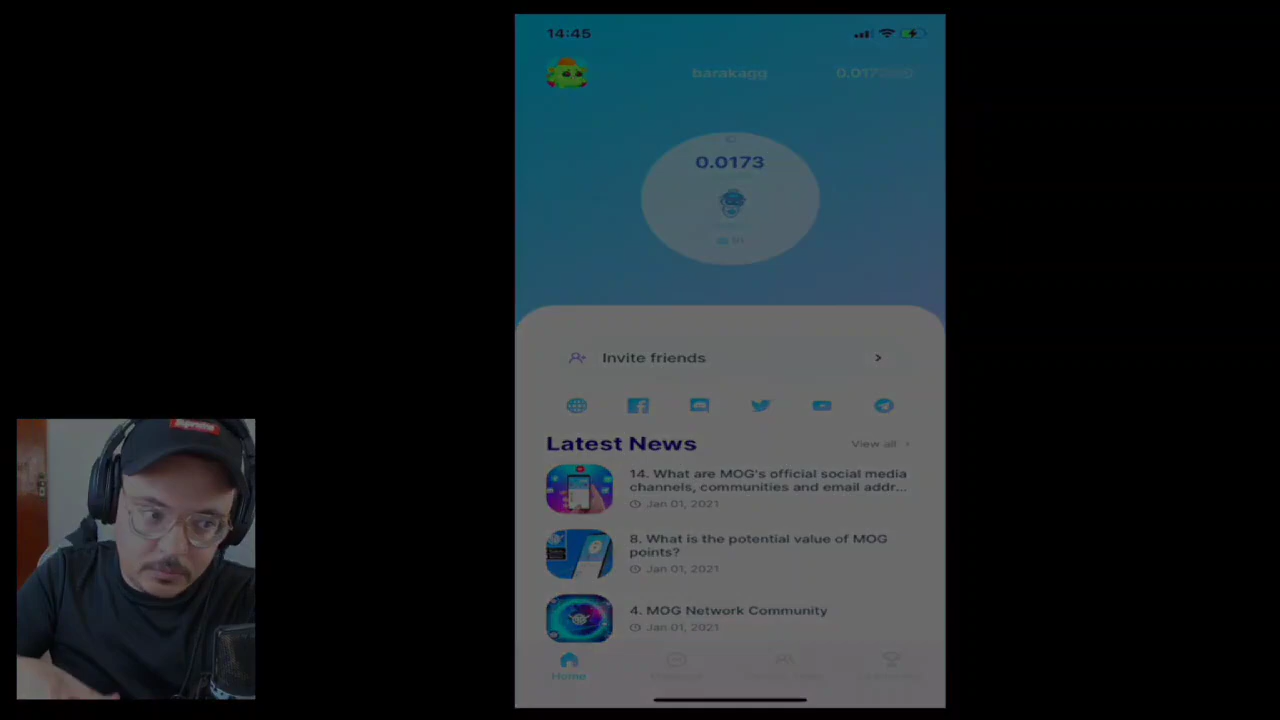 14:45
barakagg
0.0173
Invite friends
Latest News
View all
14. What are MOG's official social media
channels, communities and email addr...
Jan 01, 2021
8. What is the potential value of MOG
points?
Jan 01, 2021
4. MOG Network Community
Jan 01, 2021
Home